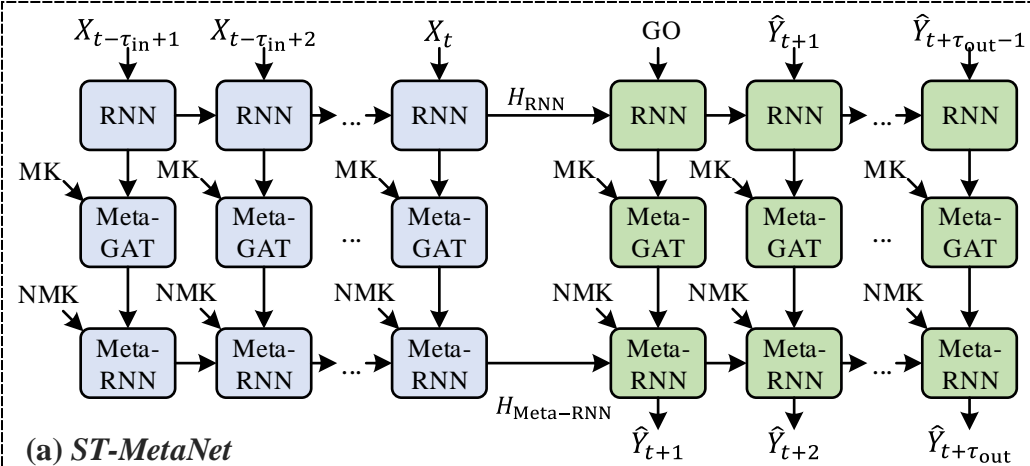 X_{t−τ_in+1} X_{t−τ_in+2} X_t GO Ŷ_{t+1} Ŷ_{t+τ_out−1}
RNN RNN ... RNN H_RNN RNN RNN ... RNN
MK MK MK MK MK MK
Meta-GAT Meta-GAT ... Meta-GAT Meta-GAT Meta-GAT ... Meta-GAT
NMK NMK NMK NMK NMK NMK
Meta-RNN Meta-RNN ... Meta-RNN Meta-RNN Meta-RNN ... Meta-RNN
H_{Meta−RNN}
Ŷ_{t+1} Ŷ_{t+2} Ŷ_{t+τ_out}
(a) ST-MetaNet